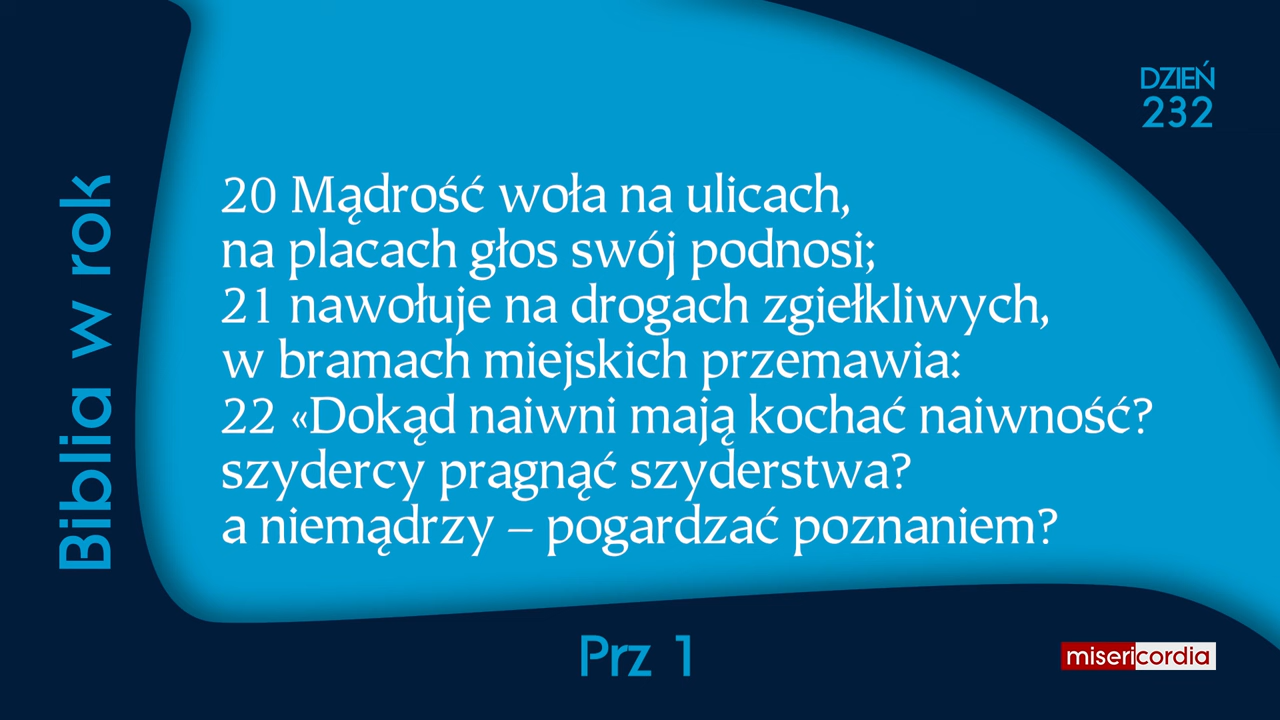 DZIEŃ
232
Biblia w rok
20 Mądrość woła na ulicach,
na placach głos swój podnosi;
21 nawołuje na drogach zgiełkliwych,
w bramach miejskich przemawia:
22 «Dokąd naiwni mają kochać naiwność?
szydercy pragnąć szyderstwa?
a niemądrzy – pogardzać poznaniem?
Prz 1
misericordia